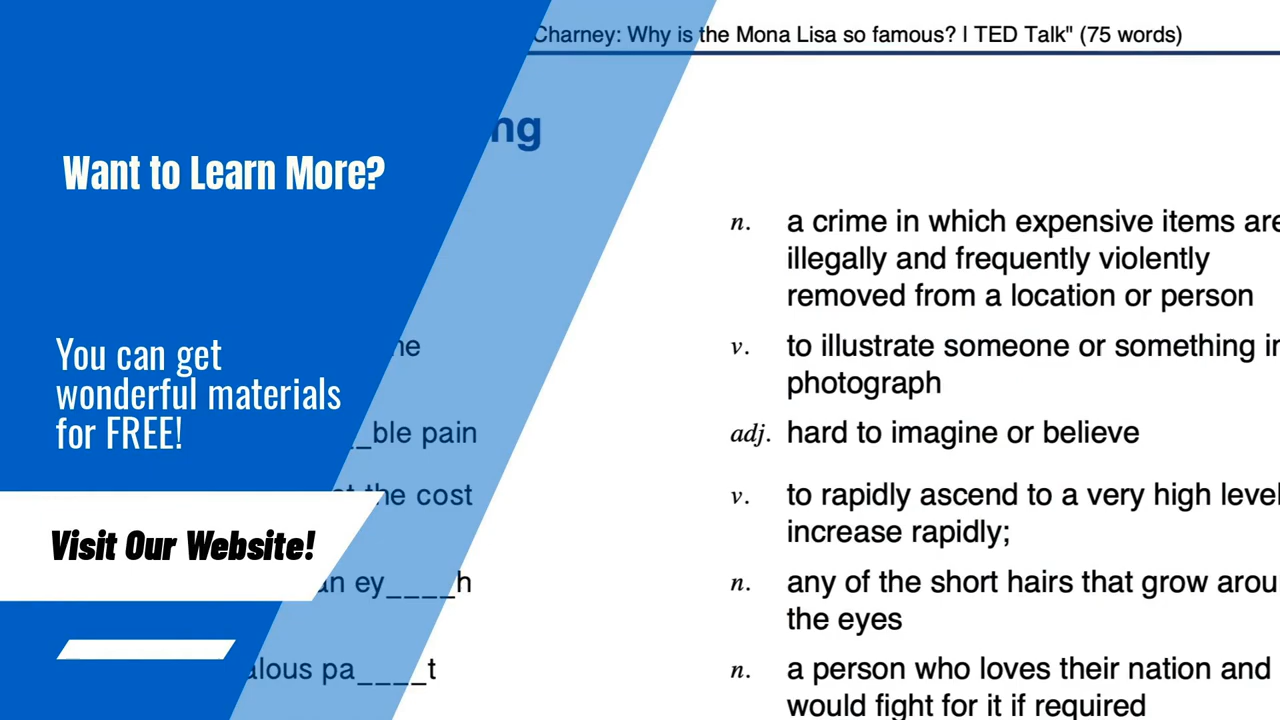 Charney: Why is the Mona Lisa so famous? | TED Talk" (75 words)
Want to Learn More?
You can get
wonderful materials
for FREE!
Visit Our Website!
ng
n. a crime in which expensive items are
illegally and frequently violently
removed from a location or person
v. to illustrate someone or something in
photograph
__ble pain
adj. hard to imagine or believe
the cost
v. to rapidly ascend to a very high level
increase rapidly;
an ey____h
n. any of the short hairs that grow arou
the eyes
alous pa____t
n. a person who loves their nation and
would fight for it if required